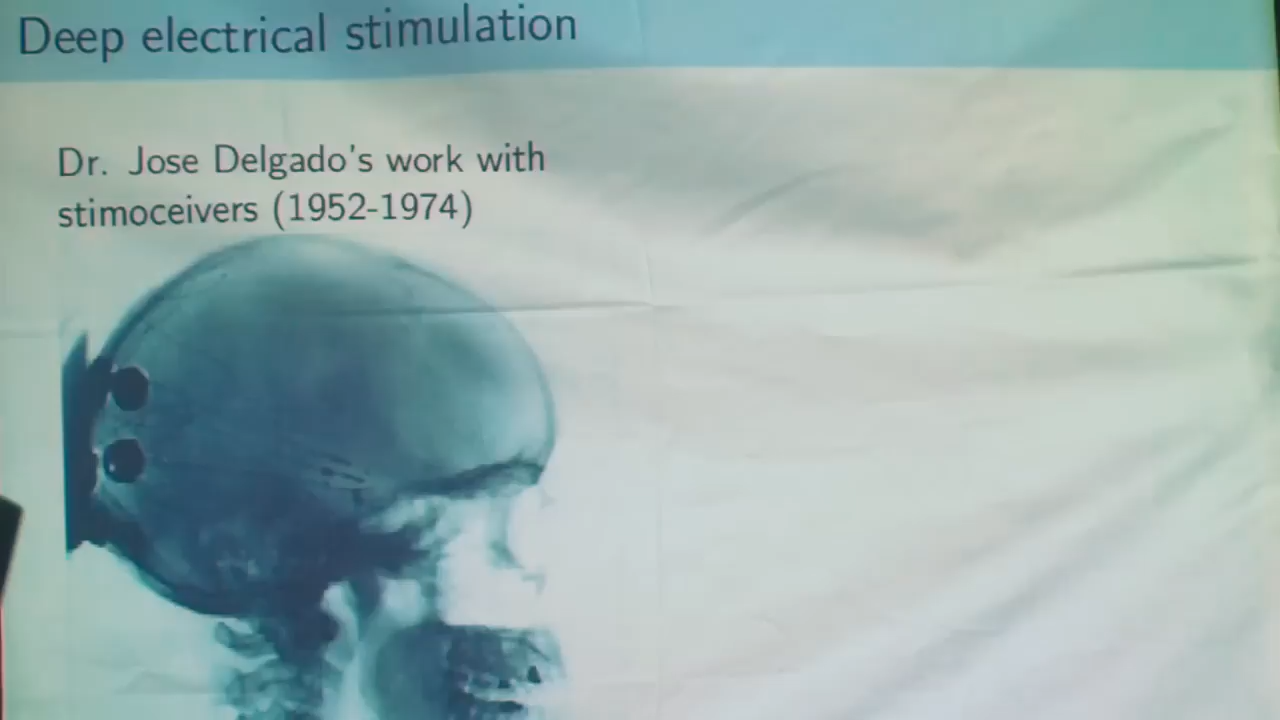 Deep electrical stimulation
Dr. Jose Delgado's work with
stimoceivers (1952-1974)